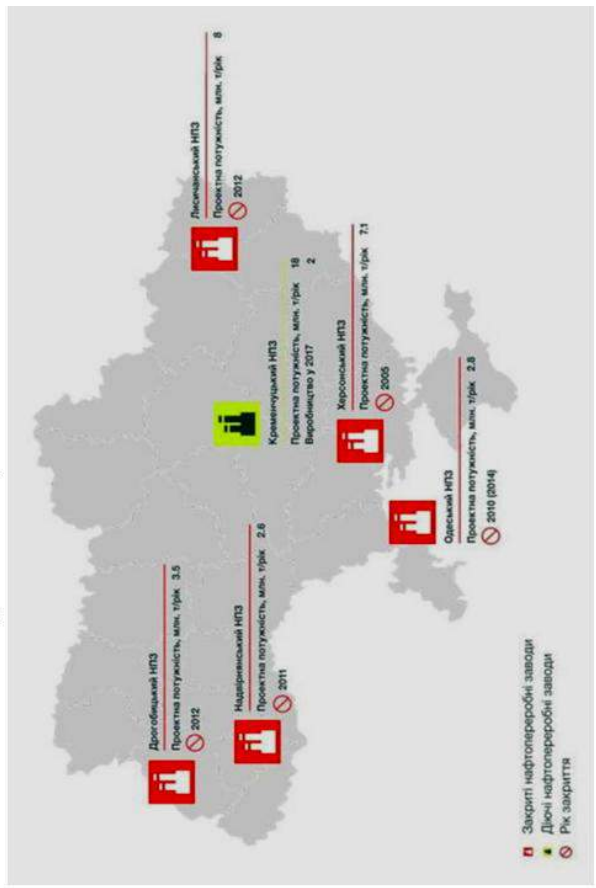 Дрогобицький НПЗ
Проектна потужність, млн. т/рік 3.5
2012
Надвірнянський НПЗ
Проектна потужність, млн. т/рік 2.6
2011
Кременчуцький НПЗ
Проектна потужність, млн. т/рік 18
Виробництво у 2017 2
Лисичанський НПЗ
Проектна потужність, млн. т/рік 8
2012
Херсонський НПЗ
Проектна потужність, млн. т/рік 7.1
2005
Одеський НПЗ
Проектна потужність, млн. т/рік 2.8
2010 (2014)
Закриті нафтопереробні заводи
Діючі нафтопереробні заводи
Рік закриття